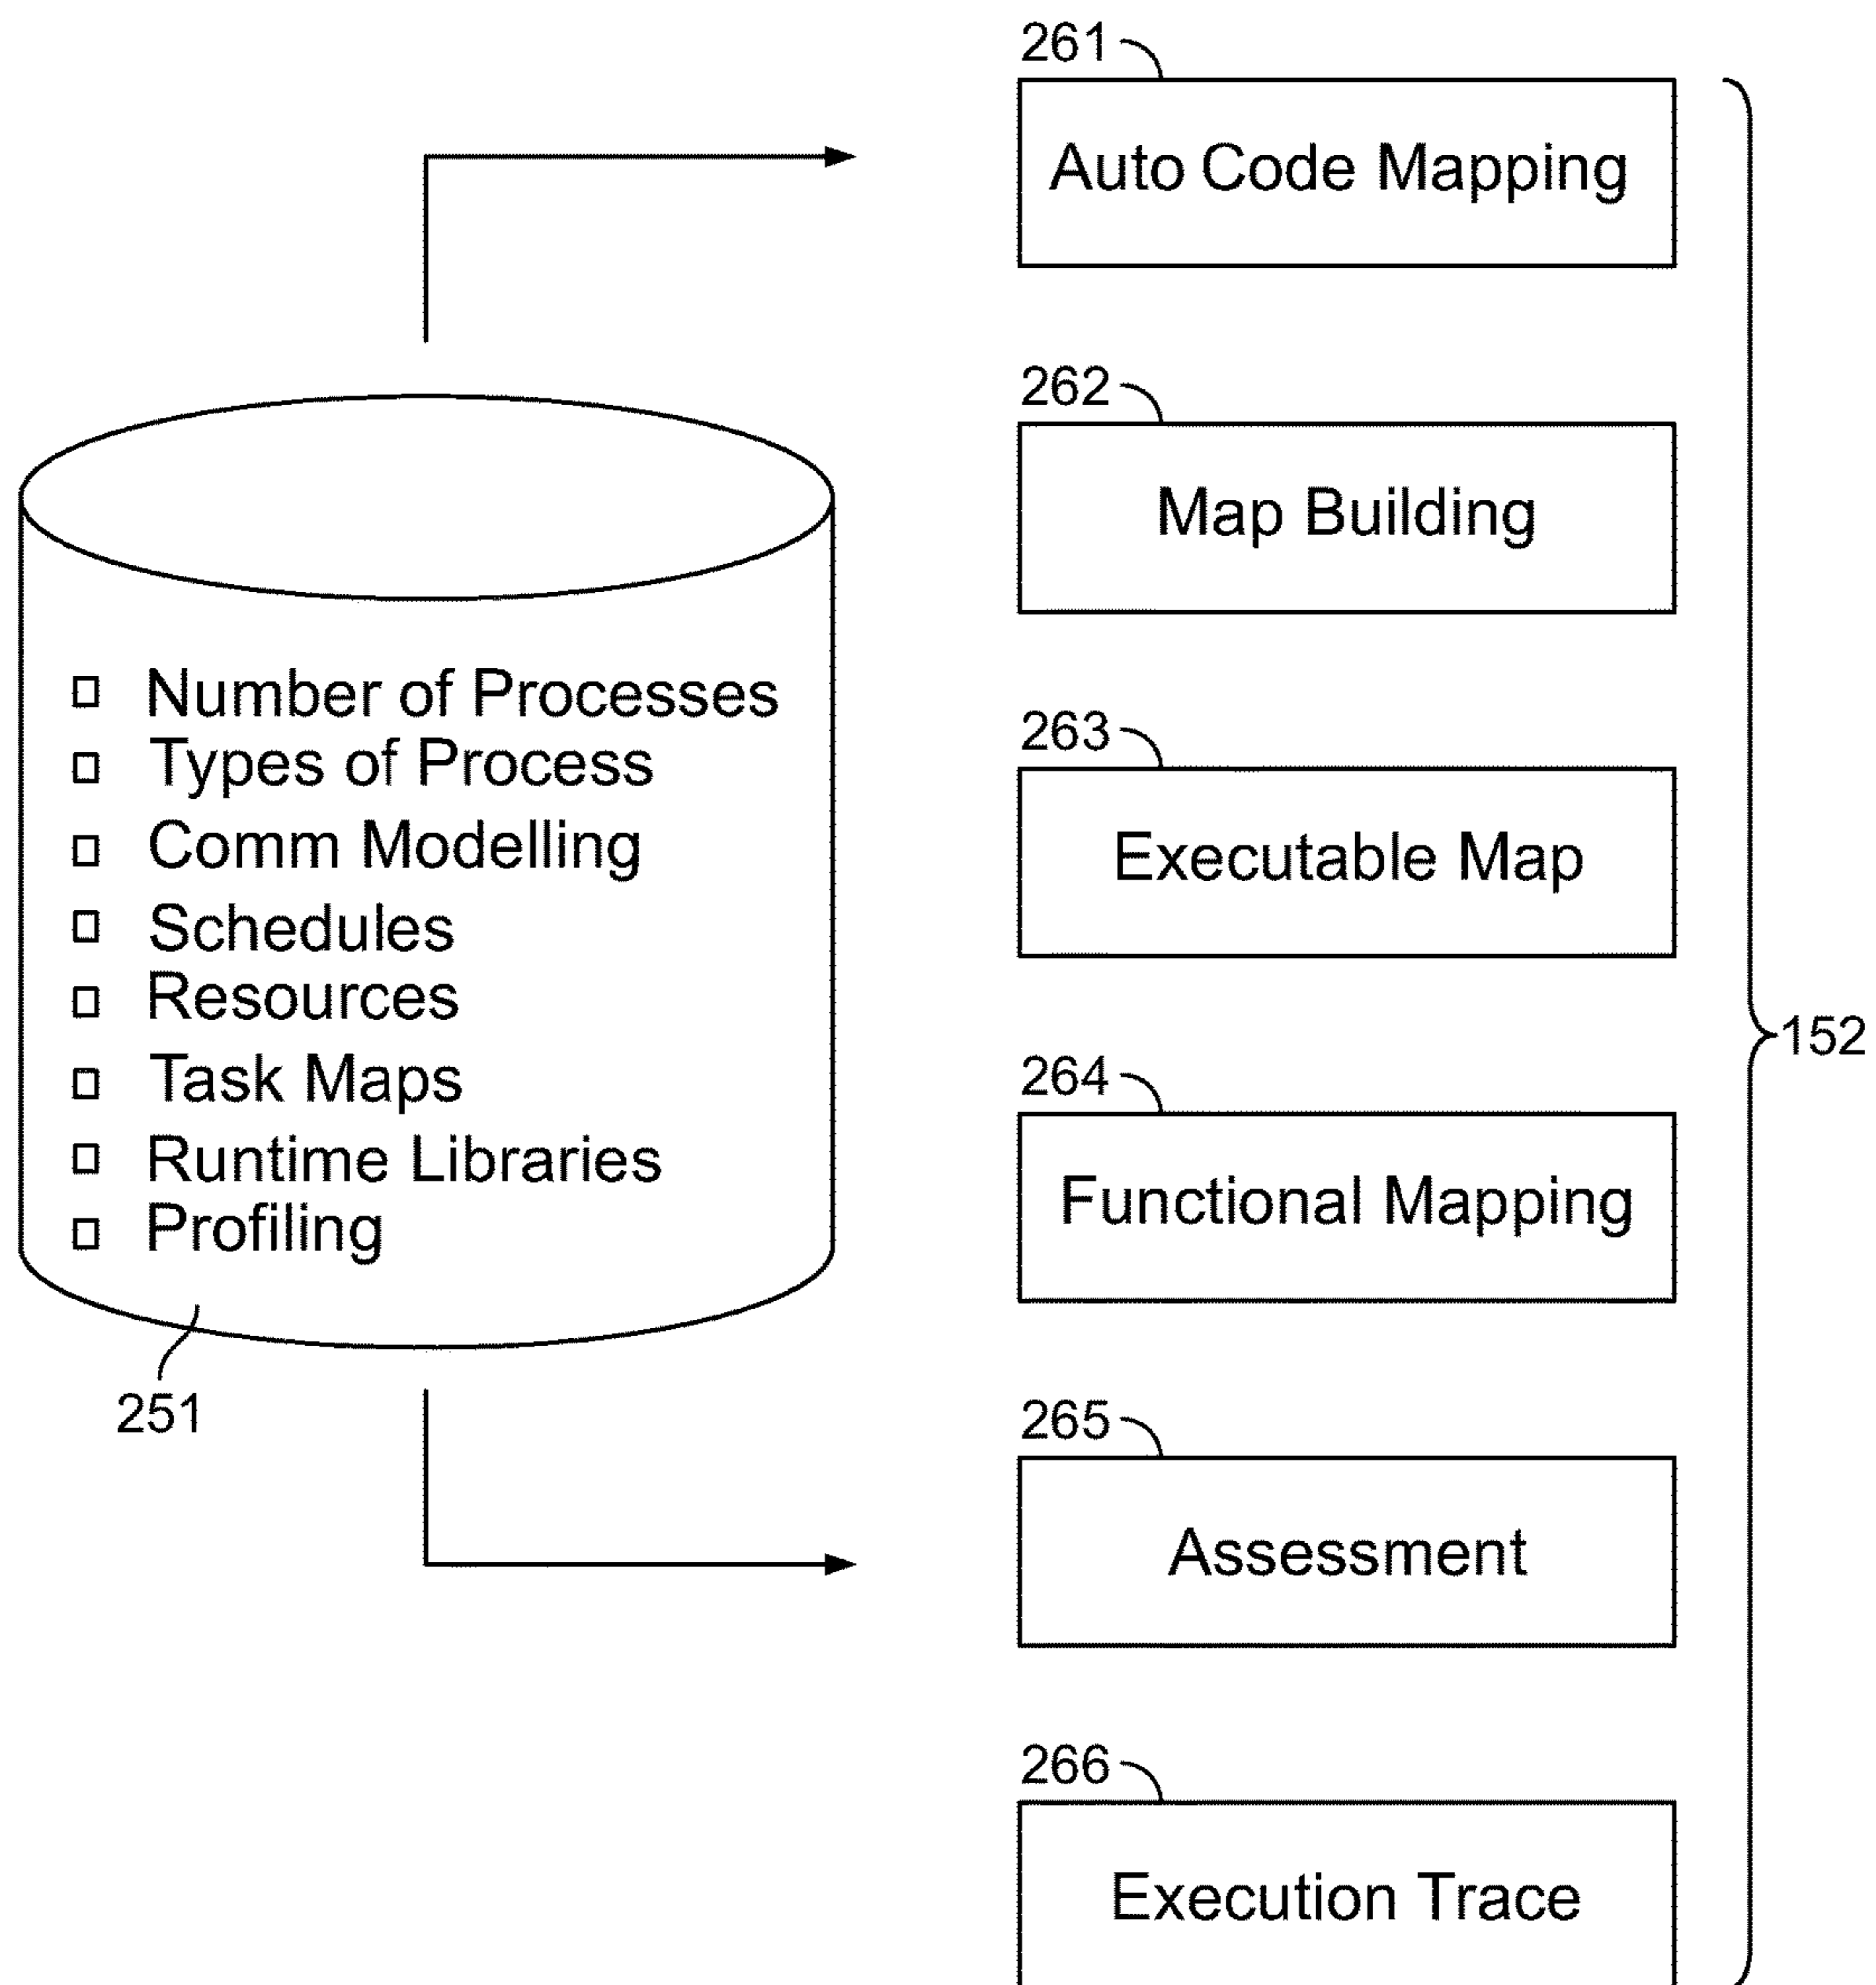 Number of Processes
Types of Process
Comm Modelling
Schedules
Resources
Task Maps
Runtime Libraries
Profiling
251
261
Auto Code Mapping
262
Map Building
263
Executable Map
264
Functional Mapping
265
Assessment
266
Execution Trace
152